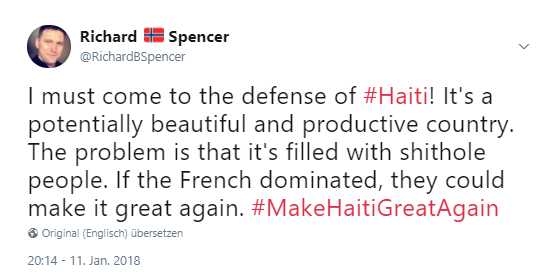 Richard 🇳🇴 Spencer
@RichardBSpencer
I must come to the defense of #Haiti! It's a
potentially beautiful and productive country.
The problem is that it's filled with shithole
people. If the French dominated, they could
make it great again. #MakeHaitiGreatAgain
Original (Englisch) übersetzen
20:14 - 11. Jan. 2018